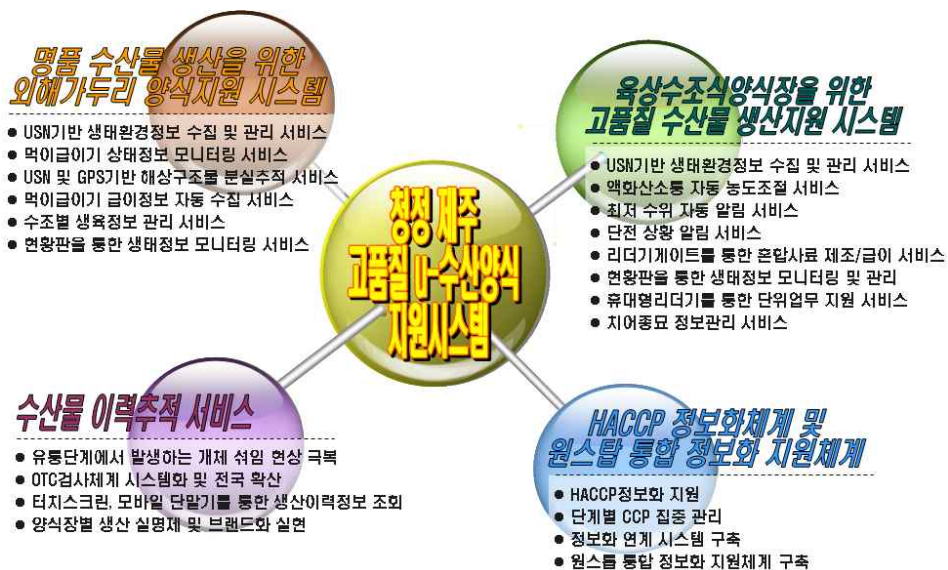 명품 수산물 생산을 위한
외해가두리 양식지원 시스템
● USN기반 생태환경정보 수집 및 관리 서비스
● 먹이급이기 상태정보 모니터링 서비스
● USN 및 GPS기반 해상구조물 분실추적 서비스
● 먹이급이기 급이정보 자동 수집 서비스
● 수조별 생육정보 관리 서비스
● 현황판을 통한 생태정보 모니터링 서비스
육상수조식양식장을 위한
고품질 수산물 생산지원 시스템
● USN기반 생태환경정보 수집 및 관리 서비스
● 액화산소통 자동 농도조절 서비스
● 최저 수위 자동 알림 서비스
● 단전 상황 알림 서비스
● 리더기게이트를 통한 혼합사료 제조/급이 서비스
● 현황판을 통한 생태정보 모니터링 및 관리
● 휴대형리더기를 통한 단위업무 지원 서비스
● 치어종묘 정보관리 서비스
청정 제주
고품질 u-수산양식
지원시스템
수산물 이력추적 서비스
● 유통단계에서 발생하는 개체 섞임 현상 극복
● OTC검사체계 시스템화 및 전국 확산
● 터치스크린, 모바일 단말기를 통한 생산이력정보 조회
● 양식장별 생산 실명제 및 브랜드화 실현
HACCP 정보화체계 및
원스탑 통합 정보화 지원체계
● HACCP정보화 지원
● 단계별 CCP 집중 관리
● 정보화 연계 시스템 구축
● 원스톱 통합 정보화 지원체계 구축